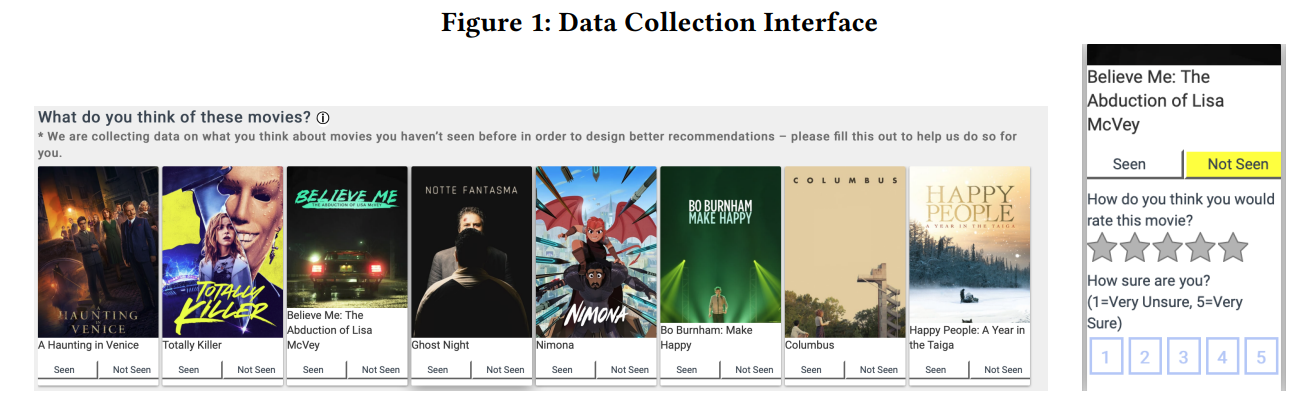 Figure 1: Data Collection Interface
What do you think of these movies? ⓘ
* We are collecting data on what you think about movies you haven't seen before in order to design better recommendations – please fill this out to help us do so for
you.
HAUNTING
IN
VENICE
A Haunting in Venice
Seen Not Seen
TOTALLY
KILLER
Totally Killer
Seen Not Seen
BELIEVE ME
THE ABDUCTION OF LISA MCVEY
Believe Me: The
Abduction of Lisa
McVey
Seen Not Seen
NOTTE FANTASMA
Ghost Night
Seen Not Seen
NIMONA
Nimona
Seen Not Seen
BO BURNHAM
MAKE HAPPY
Bo Burnham: Make
Happy
Seen Not Seen
COLUMBUS
Columbus
Seen Not Seen
HAPPY
PEOPLE
A YEAR IN THE TAIGA
Happy People: A Year in
the Taiga
Seen Not Seen
Believe Me: The
Abduction of Lisa
McVey
Seen Not Seen
How do you think you would
rate this movie?
How sure are you?
(1=Very Unsure, 5=Very
Sure)
1 2 3 4 5